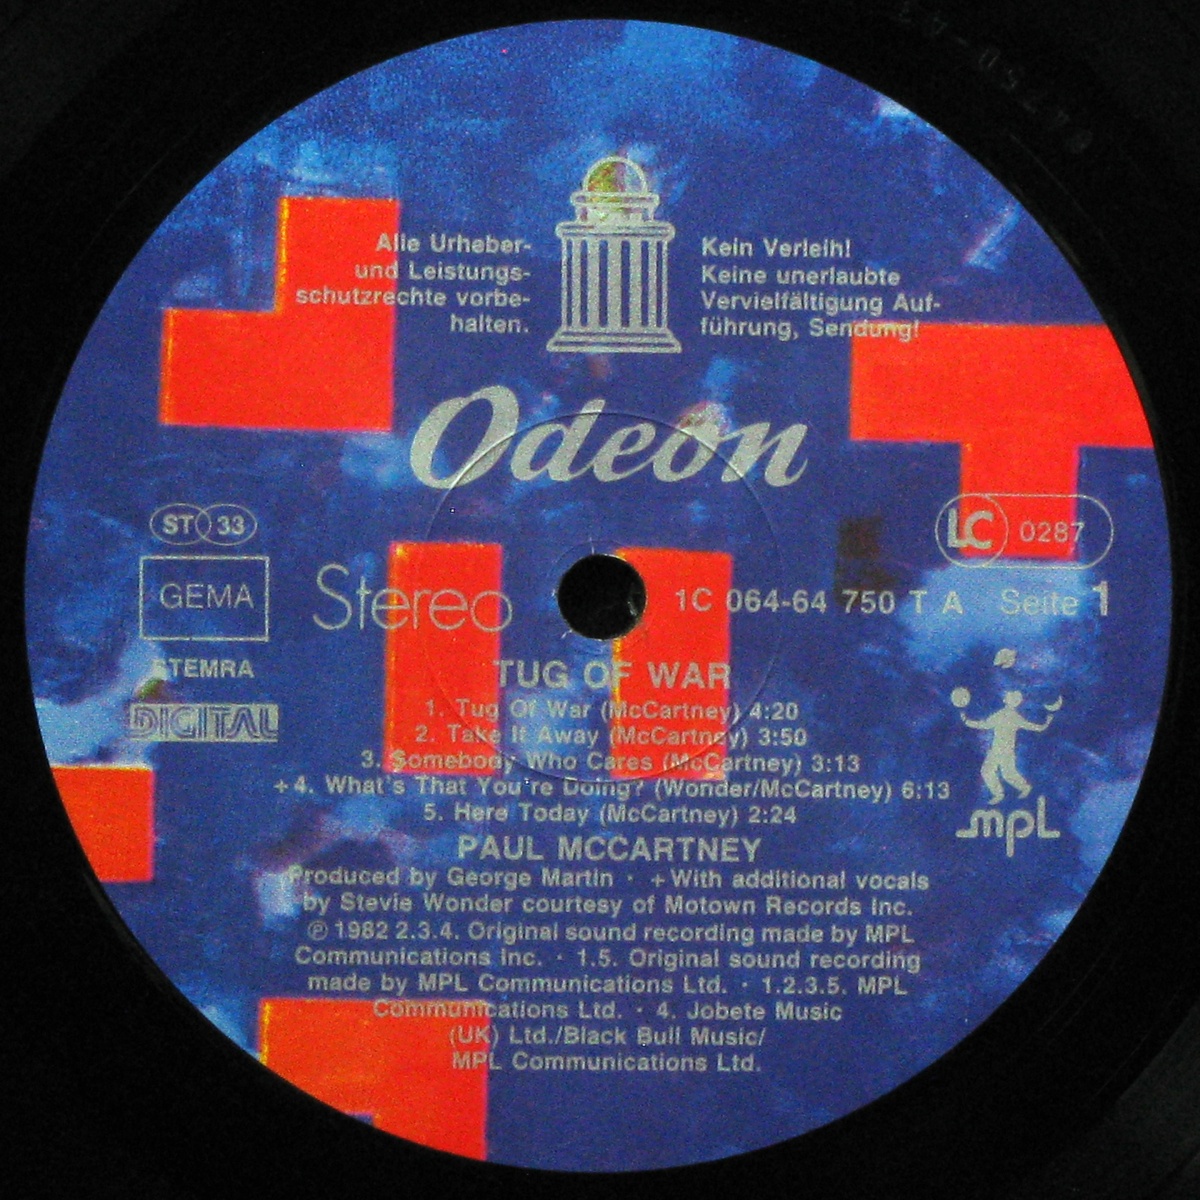 Alle Urheber-
und Leistungs-
schutzrechte vorbe-
halten.
Kein Verleih!
Keine unerlaubte
Vervielfältigung Auf-
führung, Sendung!
Odeon
ST 33
LC 0287
GEMA
Stereo
1C 064-64 750 T A Seite 1
STEMRA
DIGITAL
TUG OF WAR
1. Tug Of War (McCartney) 4:20
2. Take It Away (McCartney) 3:50
3. Somebody Who Cares (McCartney) 3:13
+4. What's That You're Doing? (Wonder/McCartney) 6:13
5. Here Today (McCartney) 2:24
mpL
PAUL MCCARTNEY
Produced by George Martin · +With additional vocals
by Stevie Wonder courtesy of Motown Records Inc.
℗ 1982 2.3.4. Original sound recording made by MPL
Communications Inc. · 1.5. Original sound recording
made by MPL Communications Ltd. · 1.2.3.5. MPL
Communications Ltd. · 4. Jobete Music
(UK) Ltd./Black Bull Music/
MPL Communications Ltd.